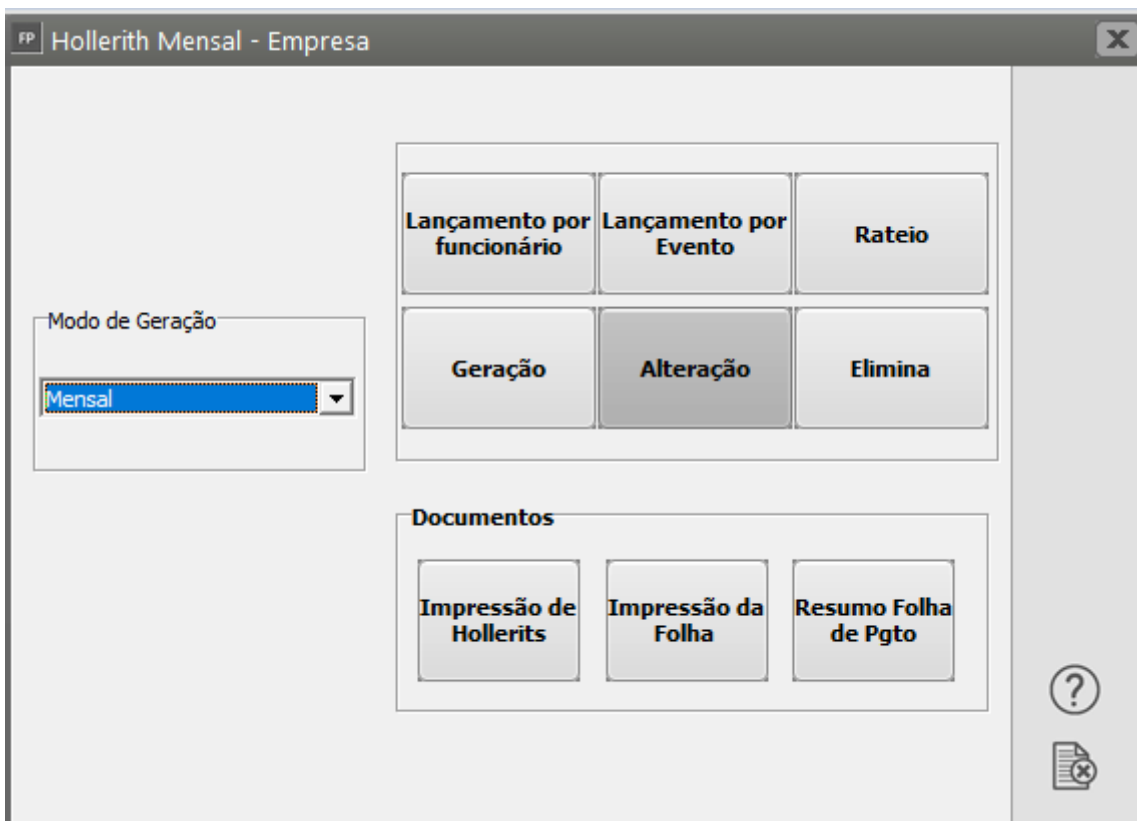 FP Hollerith Mensal - Empresa
Lançamento por
funcionário
Lançamento por
Evento
Rateio
Modo de Geração
Mensal
Geração
Alteração
Elimina
Documentos
Impressão de
Hollerits
Impressão da
Folha
Resumo Folha
de Pgto
?